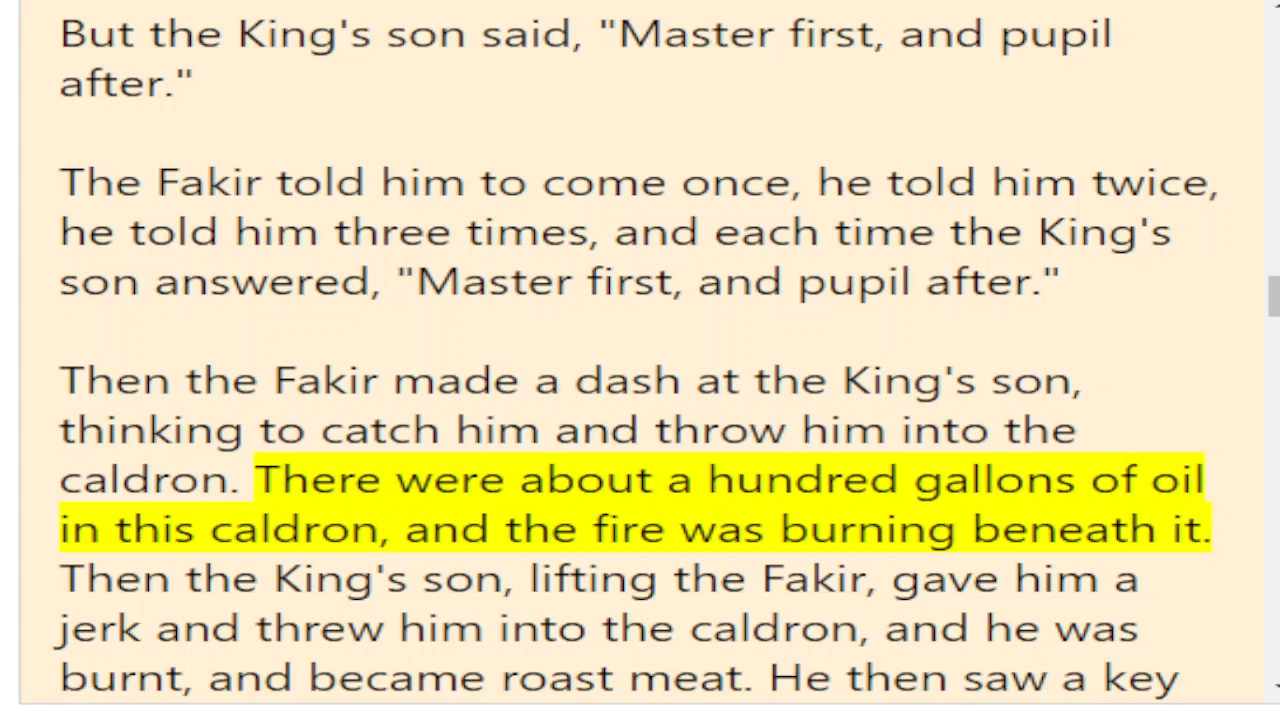 But the King's son said, "Master first, and pupil
after."
The Fakir told him to come once, he told him twice,
he told him three times, and each time the King's
son answered, "Master first, and pupil after."
Then the Fakir made a dash at the King's son,
thinking to catch him and throw him into the
caldron. There were about a hundred gallons of oil
in this caldron, and the fire was burning beneath it.
Then the King's son, lifting the Fakir, gave him a
jerk and threw him into the caldron, and he was
burnt, and became roast meat. He then saw a key